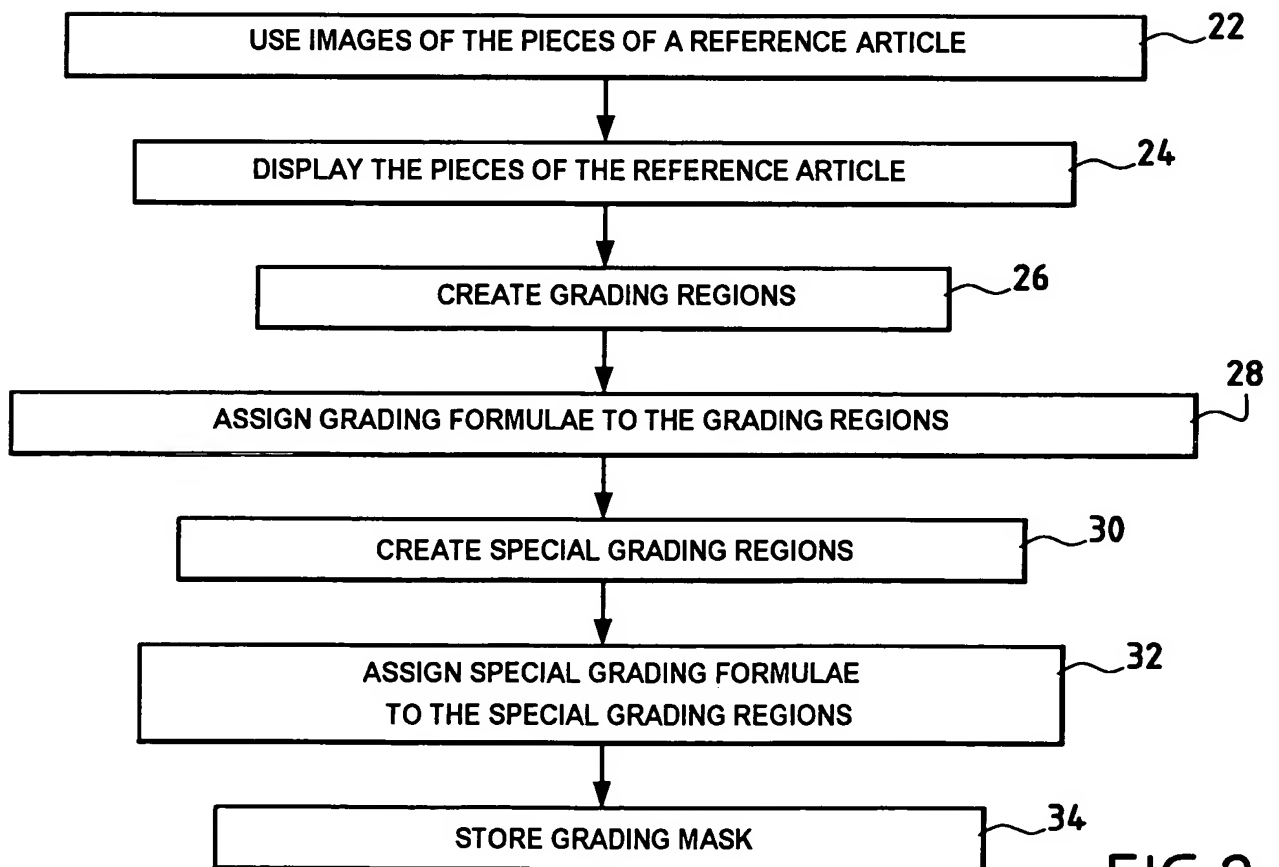 USE IMAGES OF THE PIECES OF A REFERENCE ARTICLE
22
DISPLAY THE PIECES OF THE REFERENCE ARTICLE
24
CREATE GRADING REGIONS
26
ASSIGN GRADING FORMULAE TO THE GRADING REGIONS
28
CREATE SPECIAL GRADING REGIONS
30
ASSIGN SPECIAL GRADING FORMULAE
TO THE SPECIAL GRADING REGIONS
32
STORE GRADING MASK
34